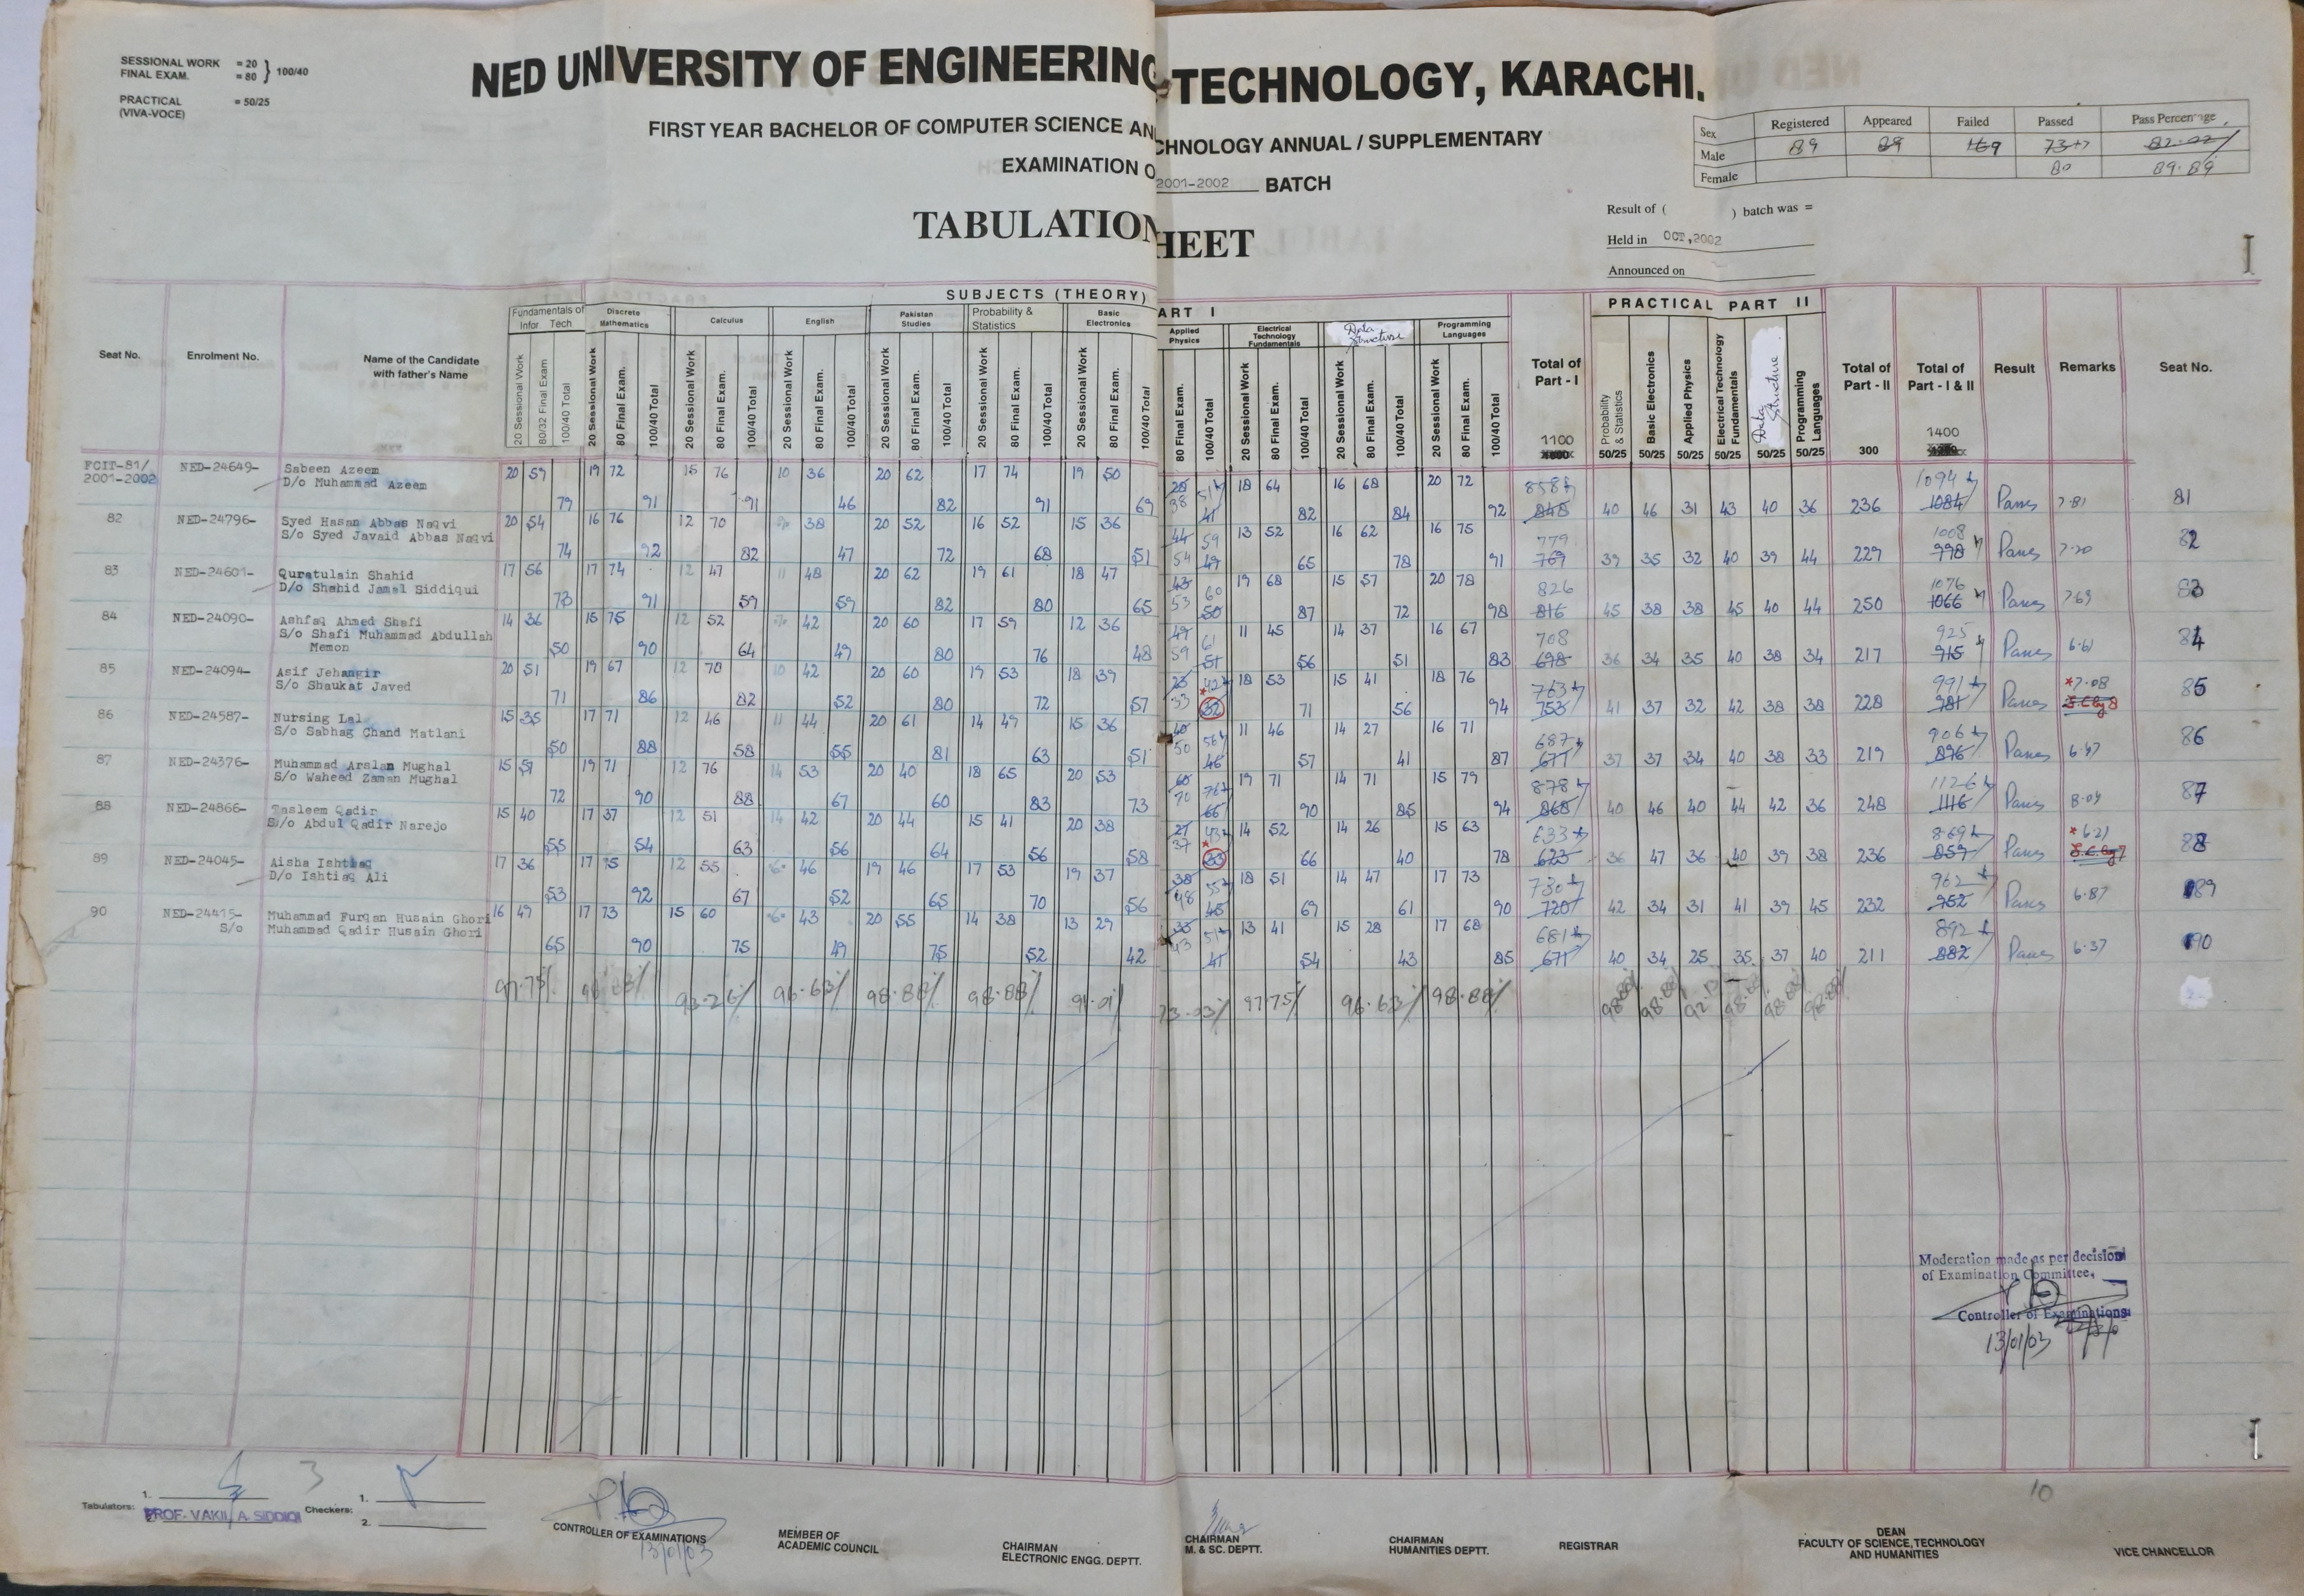 SESSIONAL WORK = 20
FINAL EXAM. = 80 } 100/40
PRACTICAL = 50/25
(VIVA-VOCE)
NED UNIVERSITY OF ENGINEERING TECHNOLOGY, KARACHI.
FIRST YEAR BACHELOR OF COMPUTER SCIENCE AN CHNOLOGY ANNUAL / SUPPLEMENTARY
EXAMINATION O 2001-2002 BATCH
TABULATION HEET
Sex Registered Appeared Failed Passed Pass Percentage
Male 89 89 73 82.02
Female 80 89.89
Result of ( ) batch was =
Held in OCT,2002
Announced on
SUBJECTS (THEORY) ART I PRACTICAL PART II
Seat No. Enrolment No. Name of the Candidate with father's Name
Fundamentals of Infor Tech
Discrete Mathematics
Calculus
English
Pakistan Studies
Probability & Statistics
Basic Electronics
Applied Physics
Electrical Technology Fundamentals
Data Structure
Programming Languages
20 Sessional Work 80/32 Final Exam 100/40 Total
20 Sessional Work 80 Final Exam. 100/40 Total
20 Sessional Work 80 Final Exam. 100/40 Total
20 Sessional Work 80 Final Exam. 100/40 Total
20 Sessional Work 80 Final Exam. 100/40 Total
20 Sessional Work 80 Final Exam. 100/40 Total
20 Sessional Work 80 Final Exam. 100/40 Total
80 Final Exam. 100/40 Total
20 Sessional Work 80 Final Exam. 100/40 Total
20 Sessional Work 80 Final Exam. 100/40 Total
20 Sessional Work 80 Final Exam. 100/40 Total
Total of Part - I 1100
Probability & Statistics 50/25
Basic Electronics 50/25
Applied Physics 50/25
Electrical Technology Fundamentals 50/25
Data Structure 50/25
Programming Languages 50/25
Total of Part - II 300
Total of Part - I & II 1400
Result Remarks Seat No.
FCIT-81/ 2001-2002 NED-24649- Sabeen Azeem
D/o Muhammad Azeem
20 59 79 19 72 91 15 76 91 10 36 46 20 62 82 17 74 91 19 50 69 28 38 51 41 18 64 82 16 68 84 20 72 92 858 848 40 46 31 43 40 36 236 1094 1084 Passes 7.81 81
82 NED-24796- Syed Hasan Abbas Naqvi
S/o Syed Javaid Abbas Naqvi
20 54 74 16 76 92 12 70 82 38 47 20 52 72 16 52 68 15 36 51 44 54 59 49 13 52 65 16 62 78 16 75 91 779 769 39 35 32 40 39 44 229 1008 998 Passes 7.20 82
83 NED-24601- Quratulain Shahid
D/o Shahid Jamal Siddiqui
17 56 73 17 74 91 12 47 59 11 48 59 20 62 82 19 61 80 18 47 65 43 53 60 50 19 68 87 15 57 72 20 78 98 826 816 45 38 38 45 40 44 250 1076 1066 Passes 7.69 83
84 NED-24090- Ashfaq Ahmed Shafi
S/o Shafi Muhammad Abdullah
Memon
14 36 50 15 75 90 12 52 64 42 49 20 60 80 17 59 76 12 36 48 49 59 61 51 11 45 56 14 37 51 16 67 83 708 698 36 34 35 40 38 34 217 925 915 Passes 6.61 84
85 NED-24094- Asif Jehangir
S/o Shaukat Javed
20 51 71 19 67 86 12 70 82 10 42 52 20 60 80 19 53 72 18 39 57 23 33 *42 32 18 53 71 15 41 56 18 76 94 763 753 41 37 32 42 38 38 228 991 981 Passes *7.08 85
86 NED-24587- Nursing Lal
S/o Sabhag Chand Matlani
15 35 50 17 71 88 12 46 58 11 44 55 20 61 81 14 49 63 15 36 51 40 50 56 46 11 46 57 14 27 41 16 71 87 687 677 37 37 34 40 38 33 219 906 896 Passes 6.47 86
87 NED-24376- Muhammad Arslan Mughal
S/o Waheed Zaman Mughal
15 57 72 19 71 90 12 76 88 14 53 67 20 40 60 18 65 83 20 53 73 60 70 76 66 19 71 90 14 71 85 15 79 94 878 868 40 46 40 44 42 36 248 1126 1116 Passes 8.04 87
88 NED-24866- Tasleem Qadir
S/o Abdul Qadir Narejo
15 40 55 17 37 54 12 51 63 14 42 56 20 44 64 15 41 56 20 38 58 27 37 43 33 14 52 66 14 26 40 15 63 78 633 623 36 47 36 40 39 38 236 869 859 Passes *6.21 88
89 NED-24045- Aisha Ishtiaq
D/o Ishtiaq Ali
17 36 53 17 75 92 12 55 67 6 46 52 19 46 65 17 53 70 19 37 56 38 48 55 45 18 51 69 14 47 61 17 73 90 730 720 42 34 31 41 39 45 232 962 952 Passes 6.87 89
90 NED-24415- Muhammad Furqan Husain Ghori
S/o Muhammad Qadir Husain Ghori
16 49 65 17 73 90 15 60 75 6 43 49 20 55 75 14 38 52 13 29 42 33 43 51 41 13 41 54 15 28 43 17 68 85 681 671 40 34 25 35 37 40 211 892 882 Passes 6.37 90
97.75% 93.26% 96.63% 98.88% 98.88% 73.03% 97.75% 96.63% 98.88% 98.88% 98.88% 98.88% 98.88%
Moderation made as per decision
of Examination Committee.
Controller of Examinations
13/01/03
10
Tabulators: 1. 3 Checkers: 1.
PROF. VAKIL A. SIDDIQI 2.
CONTROLLER OF EXAMINATIONS
13/01/03
MEMBER OF ACADEMIC COUNCIL
CHAIRMAN ELECTRONIC ENGG. DEPTT.
CHAIRMAN M. & SC. DEPTT.
CHAIRMAN HUMANITIES DEPTT.
REGISTRAR
DEAN
FACULTY OF SCIENCE, TECHNOLOGY AND HUMANITIES
VICE CHANCELLOR